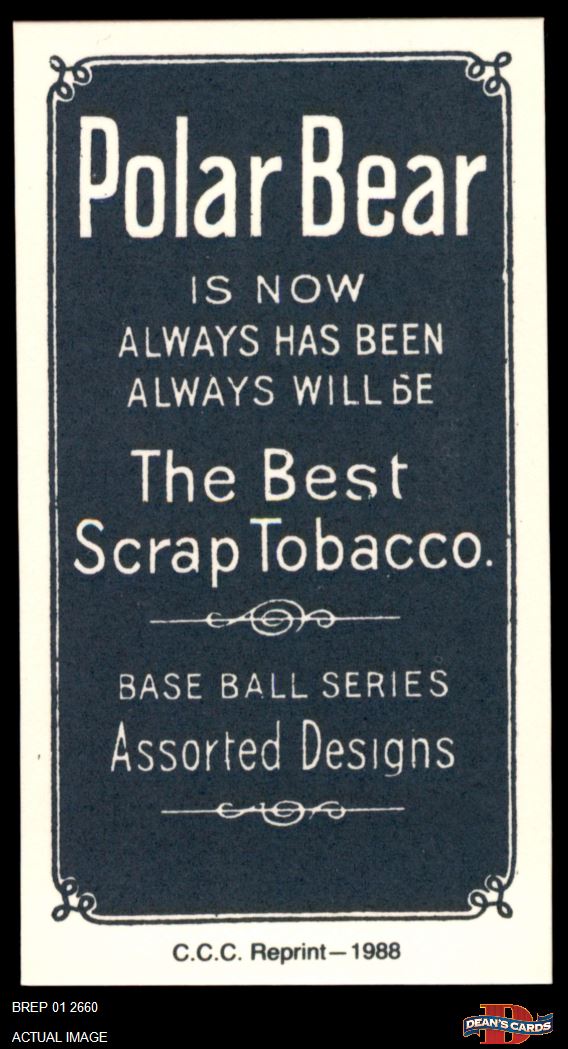 Polar Bear
IS NOW
ALWAYS HAS BEEN
ALWAYS WILL BE
The Best
Scrap Tobacco.
BASE BALL SERIES
Assorted Designs
C.C.C. Reprint—1988
BREP 01 2660
ACTUAL IMAGE
D
DEAN'S CARDS